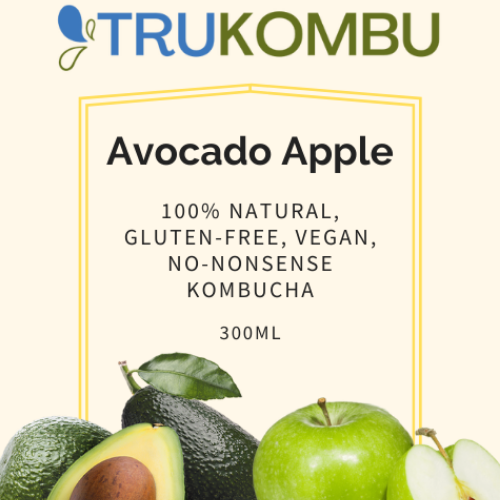 TRUKOMBU
Avocado Apple
100% NATURAL,
GLUTEN-FREE, VEGAN,
NO-NONSENSE
KOMBUCHA
300ML